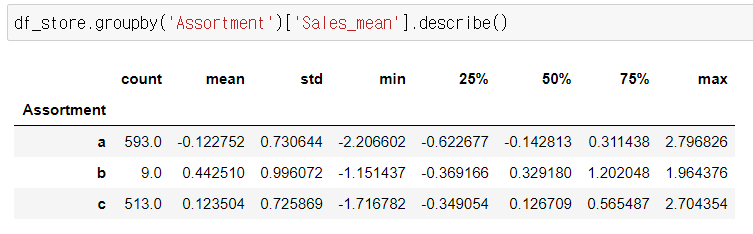 df_store.groupby('Assortment')['Sales_mean'].describe()
count mean std min 25% 50% 75% max
Assortment
a 593.0 -0.122752 0.730644 -2.206602 -0.622677 -0.142813 0.311438 2.796826
b 9.0 0.442510 0.996072 -1.151437 -0.369166 0.329180 1.202048 1.964376
c 513.0 0.123504 0.725869 -1.716782 -0.349054 0.126709 0.565487 2.704354